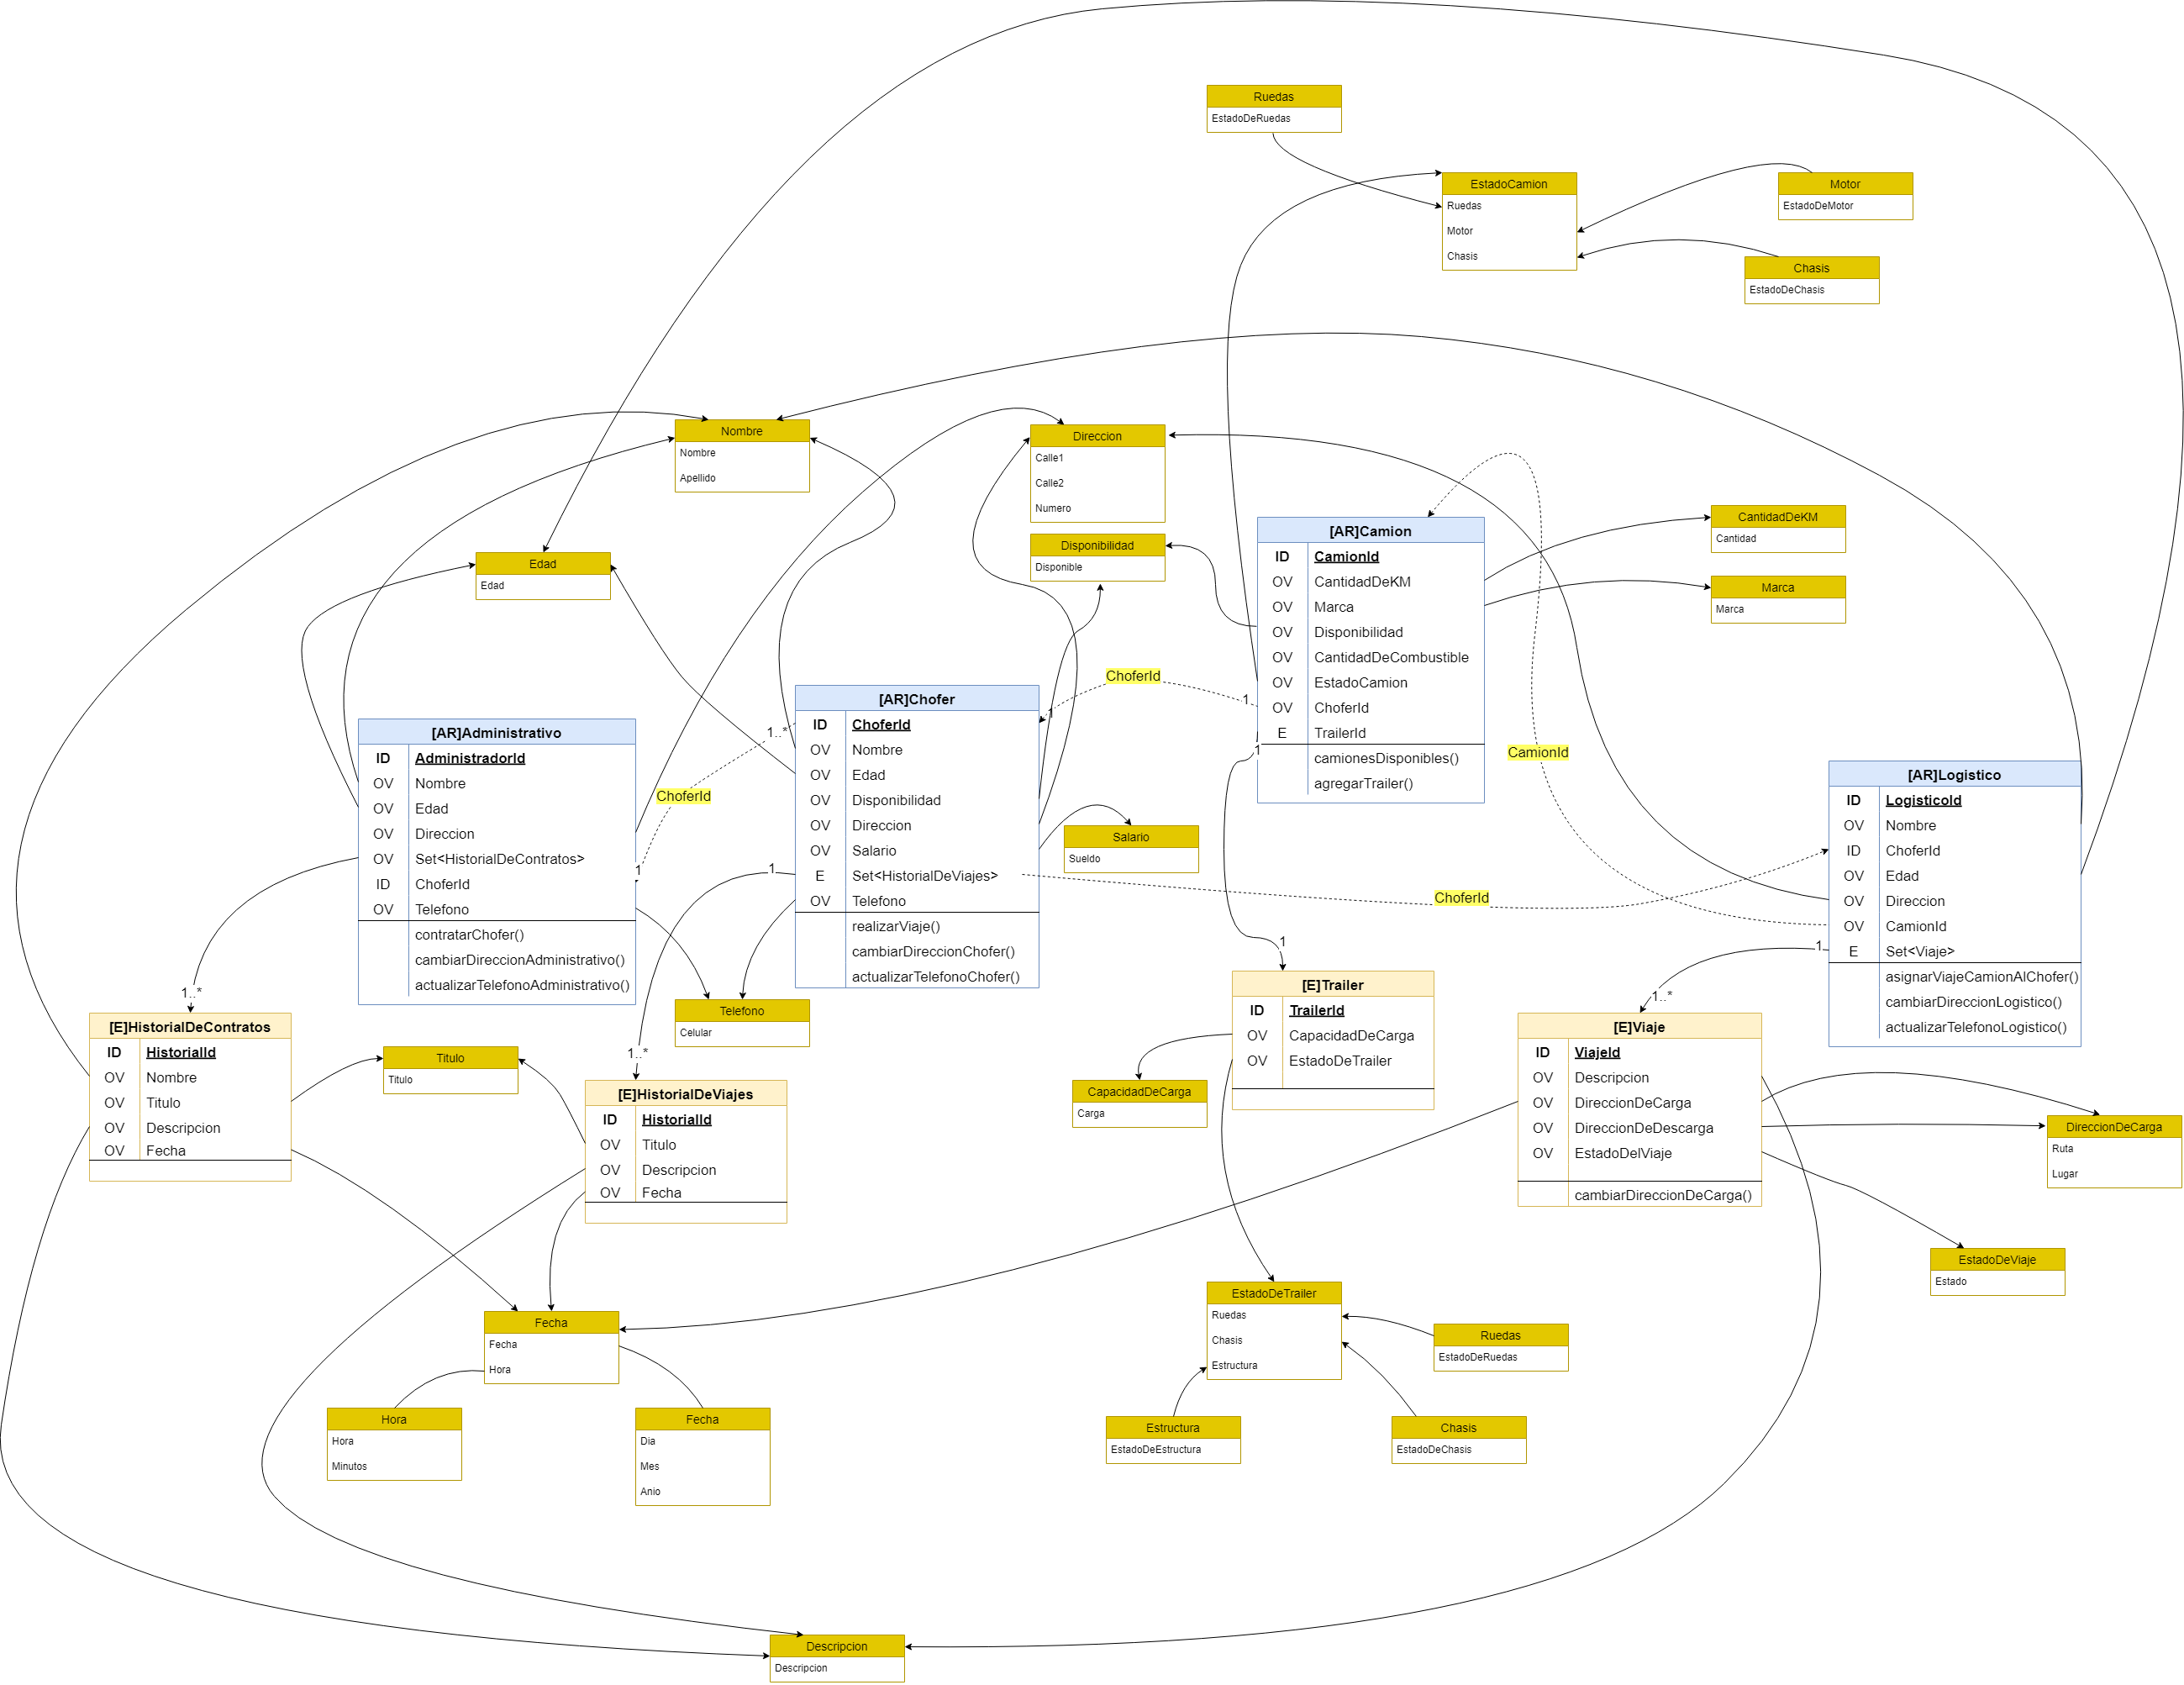 Ruedas
EstadoDeRuedas
EstadoCamion
Ruedas
Motor
Chasis
Motor
EstadoDeMotor
Chasis
EstadoDeChasis
Nombre
Nombre
Apellido
Direccion
Calle1
Calle2
Numero
Disponibilidad
Disponible
Edad
Edad
CantidadDeKM
Cantidad
Marca
Marca
[AR]Camion
ID CamionId
OV CantidadDeKM
OV Marca
OV Disponibilidad
OV CantidadDeCombustible
OV EstadoCamion
OV ChoferId
E TrailerId
camionesDisponibles()
agregarTrailer()
ChoferId
1
1
1
[AR]Chofer
ID ChoferId
OV Nombre
OV Edad
OV Disponibilidad
OV Direccion
OV Salario
E Set<HistorialDeViajes>
OV Telefono
realizarViaje()
cambiarDireccionChofer()
actualizarTelefonoChofer()
1..*
ChoferId
1
1
[AR]Administrativo
ID AdministradorId
OV Nombre
OV Edad
OV Direccion
OV Set<HistorialDeContratos>
ID ChoferId
OV Telefono
contratarChofer()
cambiarDireccionAdministrativo()
actualizarTelefonoAdministrativo()
Salario
Sueldo
CamionId
ChoferId
[AR]Logistico
ID LogisticoId
OV Nombre
ID ChoferId
OV Edad
OV Direccion
OV CamionId
E Set<Viaje>
asignarViajeCamionAlChofer()
cambiarDireccionLogistico()
actualizarTelefonoLogistico()
1
1..*
1
1..*
1..*
Telefono
Celular
[E]HistorialDeContratos
ID HistorialId
OV Nombre
OV Titulo
OV Descripcion
OV Fecha
Titulo
Titulo
[E]HistorialDeViajes
ID HistorialId
OV Titulo
OV Descripcion
OV Fecha
[E]Trailer
ID TrailerId
OV CapacidadDeCarga
OV EstadoDeTrailer
CapacidadDeCarga
Carga
[E]Viaje
ID ViajeId
OV Descripcion
OV DireccionDeCarga
OV DireccionDeDescarga
OV EstadoDelViaje
cambiarDireccionDeCarga()
DireccionDeCarga
Ruta
Lugar
EstadoDeViaje
Estado
EstadoDeTrailer
Ruedas
Chasis
Estructura
Ruedas
EstadoDeRuedas
Estructura
EstadoDeEstructura
Chasis
EstadoDeChasis
Fecha
Fecha
Hora
Hora
Hora
Minutos
Fecha
Dia
Mes
Anio
Descripcion
Descripcion